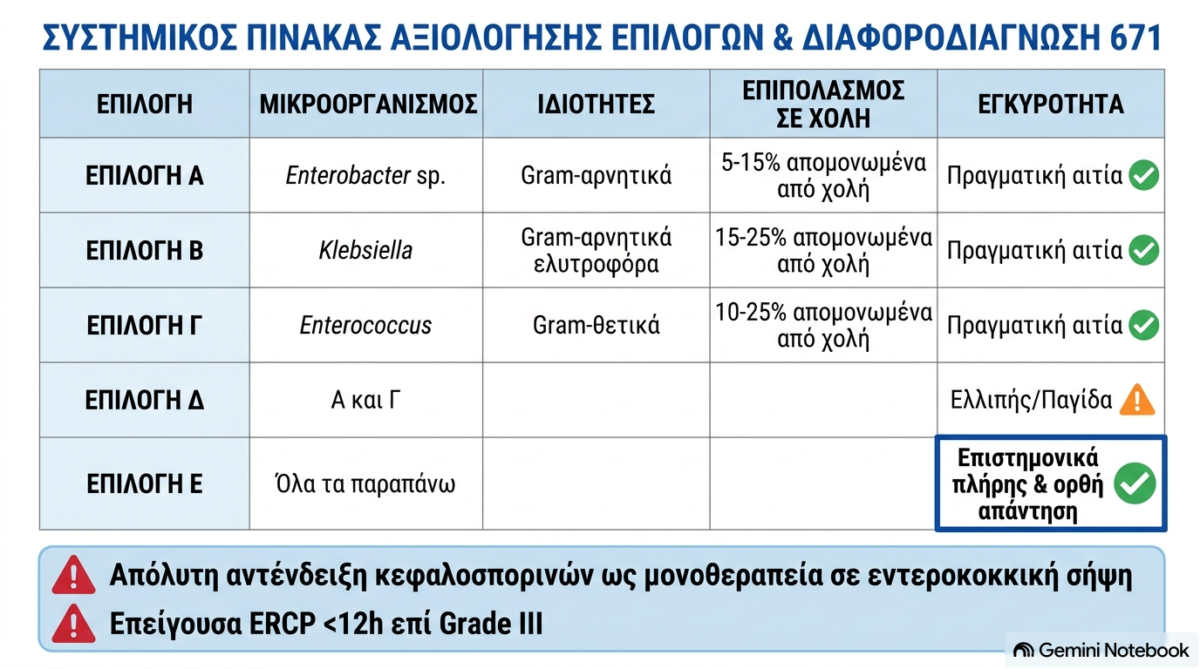 ΣΥΣΤΗΜΙΚΟΣ ΠΙΝΑΚΑΣ ΑΞΙΟΛΟΓΗΣΗΣ ΕΠΙΛΟΓΩΝ & ΔΙΑΦΟΡΟΔΙΑΓΝΩΣΗ 671
ΕΠΙΛΟΓΗ ΜΙΚΡΟΟΡΓΑΝΙΣΜΟΣ ΙΔΙΟΤΗΤΕΣ ΕΠΙΠΟΛΑΣΜΟΣ ΣΕ ΧΟΛΗ ΕΓΚΥΡΟΤΗΤΑ
ΕΠΙΛΟΓΗ Α Enterobacter sp. Gram-αρνητικά 5-15% απομονωμένα από χολή Πραγματική αιτία
ΕΠΙΛΟΓΗ Β Klebsiella Gram-αρνητικά ελυτροφόρα 15-25% απομονωμένα από χολή Πραγματική αιτία
ΕΠΙΛΟΓΗ Γ Enterococcus Gram-θετικά 10-25% απομονωμένα από χολή Πραγματική αιτία
ΕΠΙΛΟΓΗ Δ Α και Γ Ελλιπής/Παγίδα
ΕΠΙΛΟΓΗ Ε Όλα τα παραπάνω Επιστημονικά πλήρης & ορθή απάντηση
Απόλυτη αντένδειξη κεφαλοσπορινών ως μονοθεραπεία σε εντεροκοκκική σήψη
Επείγουσα ERCP <12h επί Grade III
Gemini Notebook